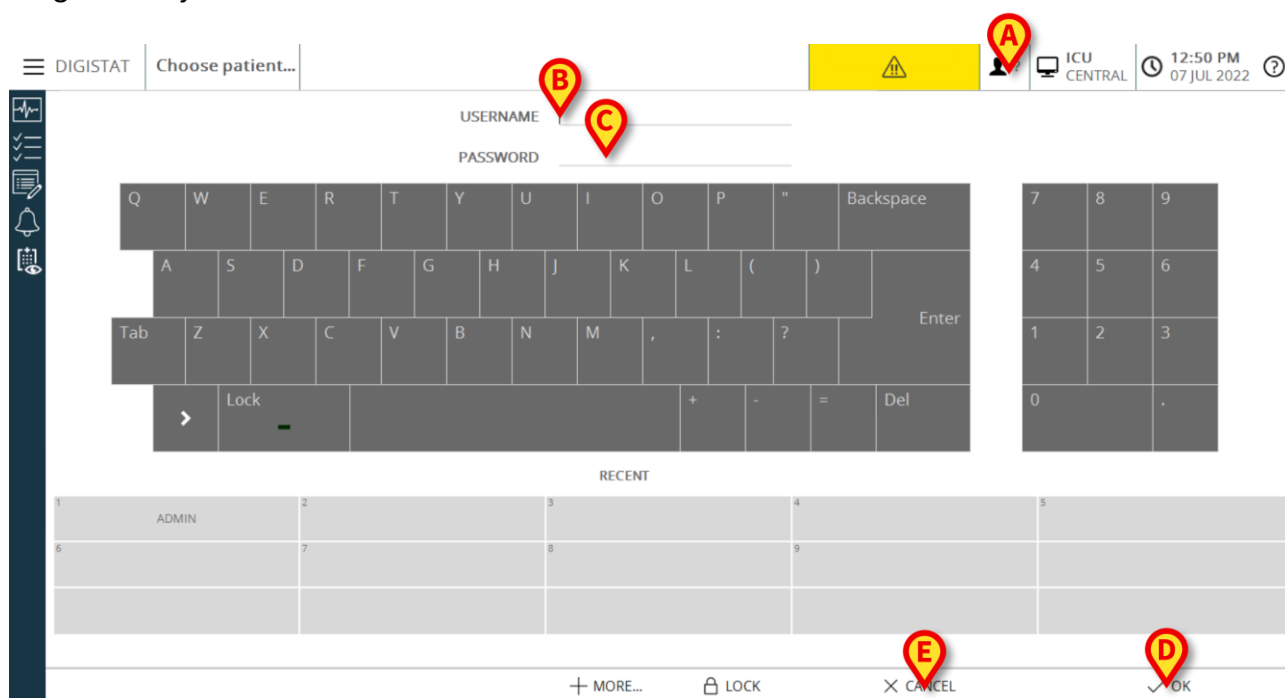 A
DIGISTAT Choose patient... ? ICU CENTRAL 12:50 PM 07 JUL 2022 ?
B
USERNAME
C
PASSWORD
Q W E R T Y U I O P " Backspace 7 8 9
A S D F G H J K L ( ) Enter 4 5 6
Tab Z X C V B N M , : ? 1 2 3
> Lock + - = Del 0 .
RECENT
1 ADMIN 2 3 4 5
6 7 8 9
E D
MORE... LOCK CANCEL OK